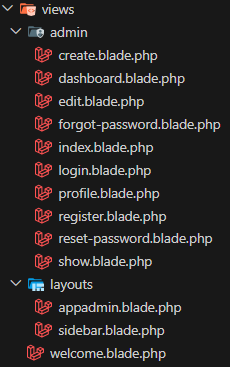 views
admin
create.blade.php
dashboard.blade.php
edit.blade.php
forgot-password.blade.php
index.blade.php
login.blade.php
profile.blade.php
register.blade.php
reset-password.blade.php
show.blade.php
layouts
appadmin.blade.php
sidebar.blade.php
welcome.blade.php